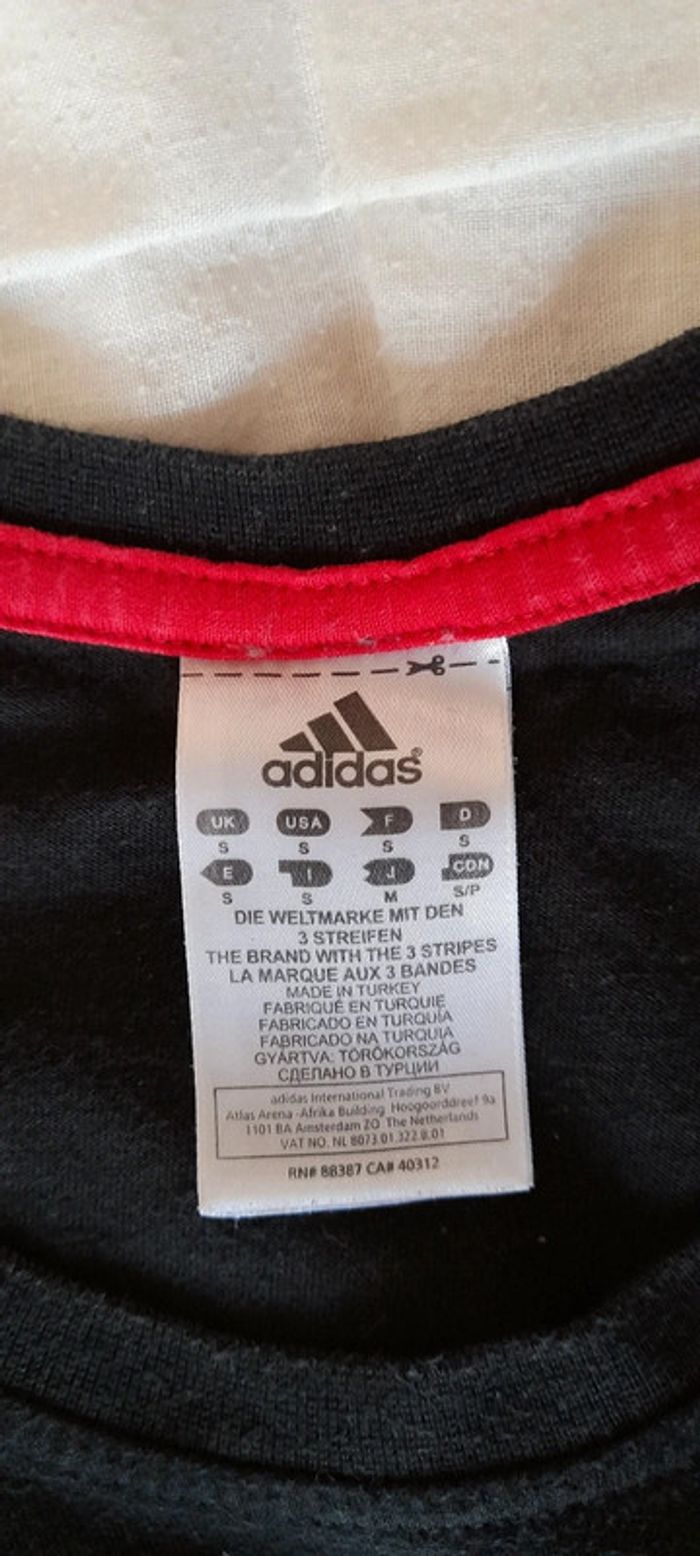 adidas®
UK USA F D
S S S S
E I J CON
S S M S/P
DIE WELTMARKE MIT DEN
3 STREIFEN
THE BRAND WITH THE 3 STRIPES
LA MARQUE AUX 3 BANDES
MADE IN TURKEY
FABRIQUÉ EN TURQUIE
FABRICADO EN TURQUÍA
FABRICADO NA TURQUIA
GYÁRTVA: TÖRÖKORSZÁG
СДЕЛАНО В ТУРЦИИ
adidas International Trading BV
Atlas Arena -Afrika Building Hoogoorddreef 9a
1101 BA Amsterdam ZO The Netherlands
VAT NO. NL 8073.01.322.B.01
RN# 88387 CA# 40312